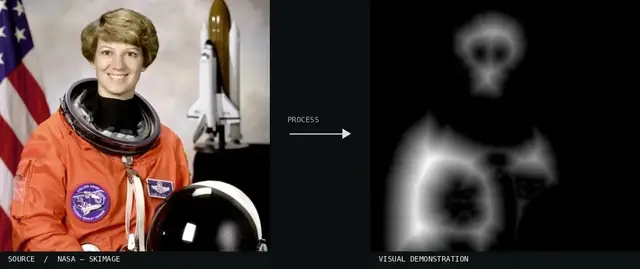 PROCESS
SOURCE / NASA — SKIMAGE
VISUAL DEMONSTRATION